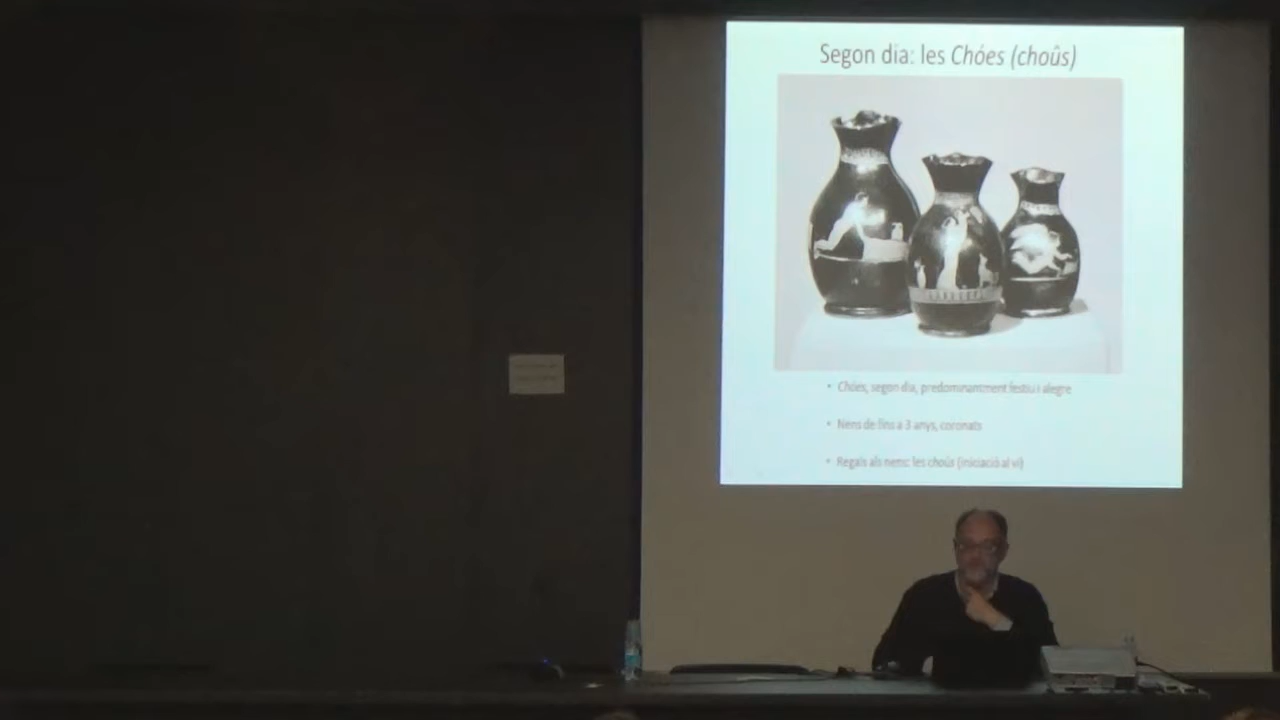 Segon dia: les Chóes (choûs)
• Chóes, segon dia, predominantment festiu i alegre
• Nens de fins a 3 anys, coronats
• Regals als nens: les choûs (iniciació al vi)